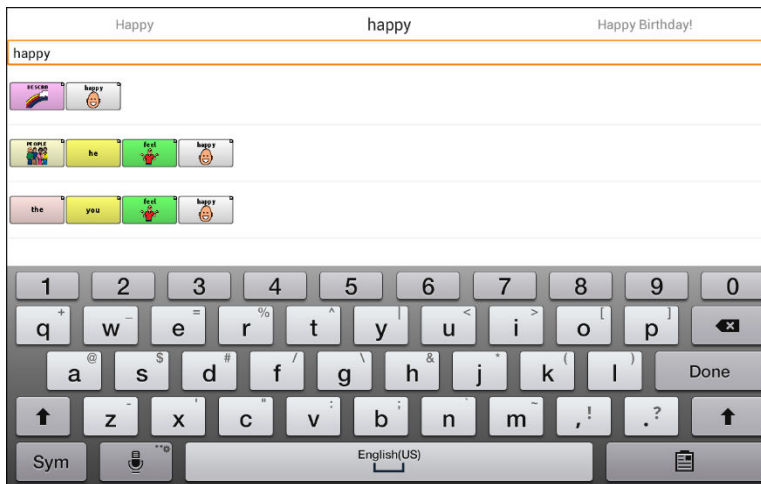 Happy happy Happy Birthday!
happy
DESCRIB happy
PEOPLE he feel happy
the you feel happy
1 2 3 4 5 6 7 8 9 0
q + w _ e = r % t ^ y | u < i > o [ p ]
a @ s $ d # f / g \ h & j * k ( l ) Done
z - x ' c " v : b ; n m ~ , ! . ?
Sym English(US)